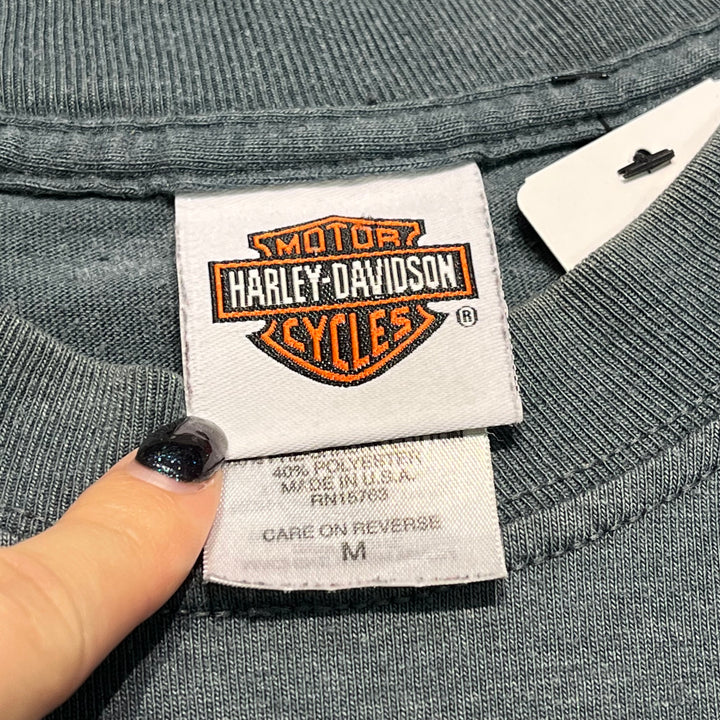 MOTOR
HARLEY-DAVIDSON
CYCLES
®
40% POLYESTER
MADE IN U.S.A.
RN15763
CARE ON REVERSE
M